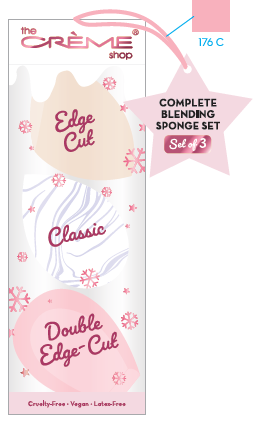 the
CRÈME®
shop
176 C
COMPLETE
BLENDING
SPONGE SET
Set of 3
Edge
Cut
Classic
Double
Edge-Cut
Cruelty-Free • Vegan • Latex-Free